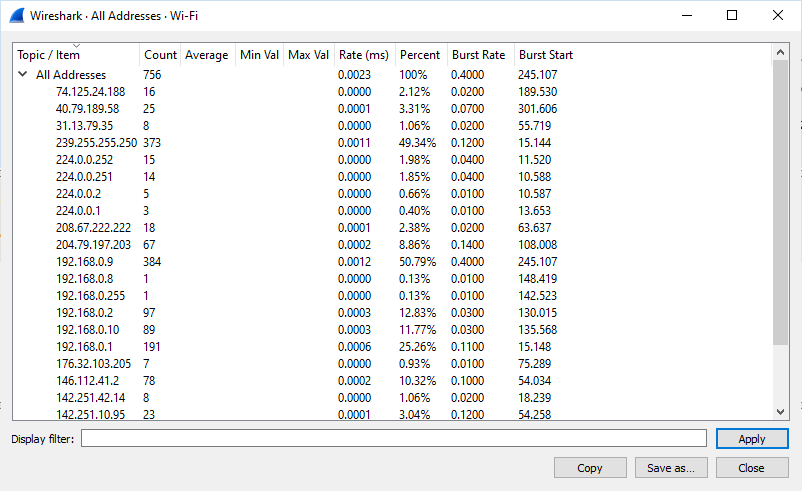 Wireshark · All Addresses · Wi-Fi
Topic / Item Count Average Min Val Max Val Rate (ms) Percent Burst Rate Burst Start
All Addresses 756 0.0023 100% 0.4000 245.107
74.125.24.188 16 0.0000 2.12% 0.0200 189.530
40.79.189.58 25 0.0001 3.31% 0.0700 301.606
31.13.79.35 8 0.0000 1.06% 0.0200 55.719
239.255.255.250 373 0.0011 49.34% 0.1200 15.144
224.0.0.252 15 0.0000 1.98% 0.0400 11.520
224.0.0.251 14 0.0000 1.85% 0.0400 10.588
224.0.0.2 5 0.0000 0.66% 0.0100 10.587
224.0.0.1 3 0.0000 0.40% 0.0100 13.653
208.67.222.222 18 0.0001 2.38% 0.0200 63.637
204.79.197.203 67 0.0002 8.86% 0.1400 108.008
192.168.0.9 384 0.0012 50.79% 0.4000 245.107
192.168.0.8 1 0.0000 0.13% 0.0100 148.419
192.168.0.255 1 0.0000 0.13% 0.0100 142.523
192.168.0.2 97 0.0003 12.83% 0.0300 130.015
192.168.0.10 89 0.0003 11.77% 0.0300 135.568
192.168.0.1 191 0.0006 25.26% 0.1100 15.148
176.32.103.205 7 0.0000 0.93% 0.0100 75.289
146.112.41.2 78 0.0002 10.32% 0.1000 54.034
142.251.42.14 8 0.0000 1.06% 0.0200 18.239
142.251.10.95 23 0.0001 3.04% 0.1200 54.258
Display filter: Apply
Copy Save as... Close